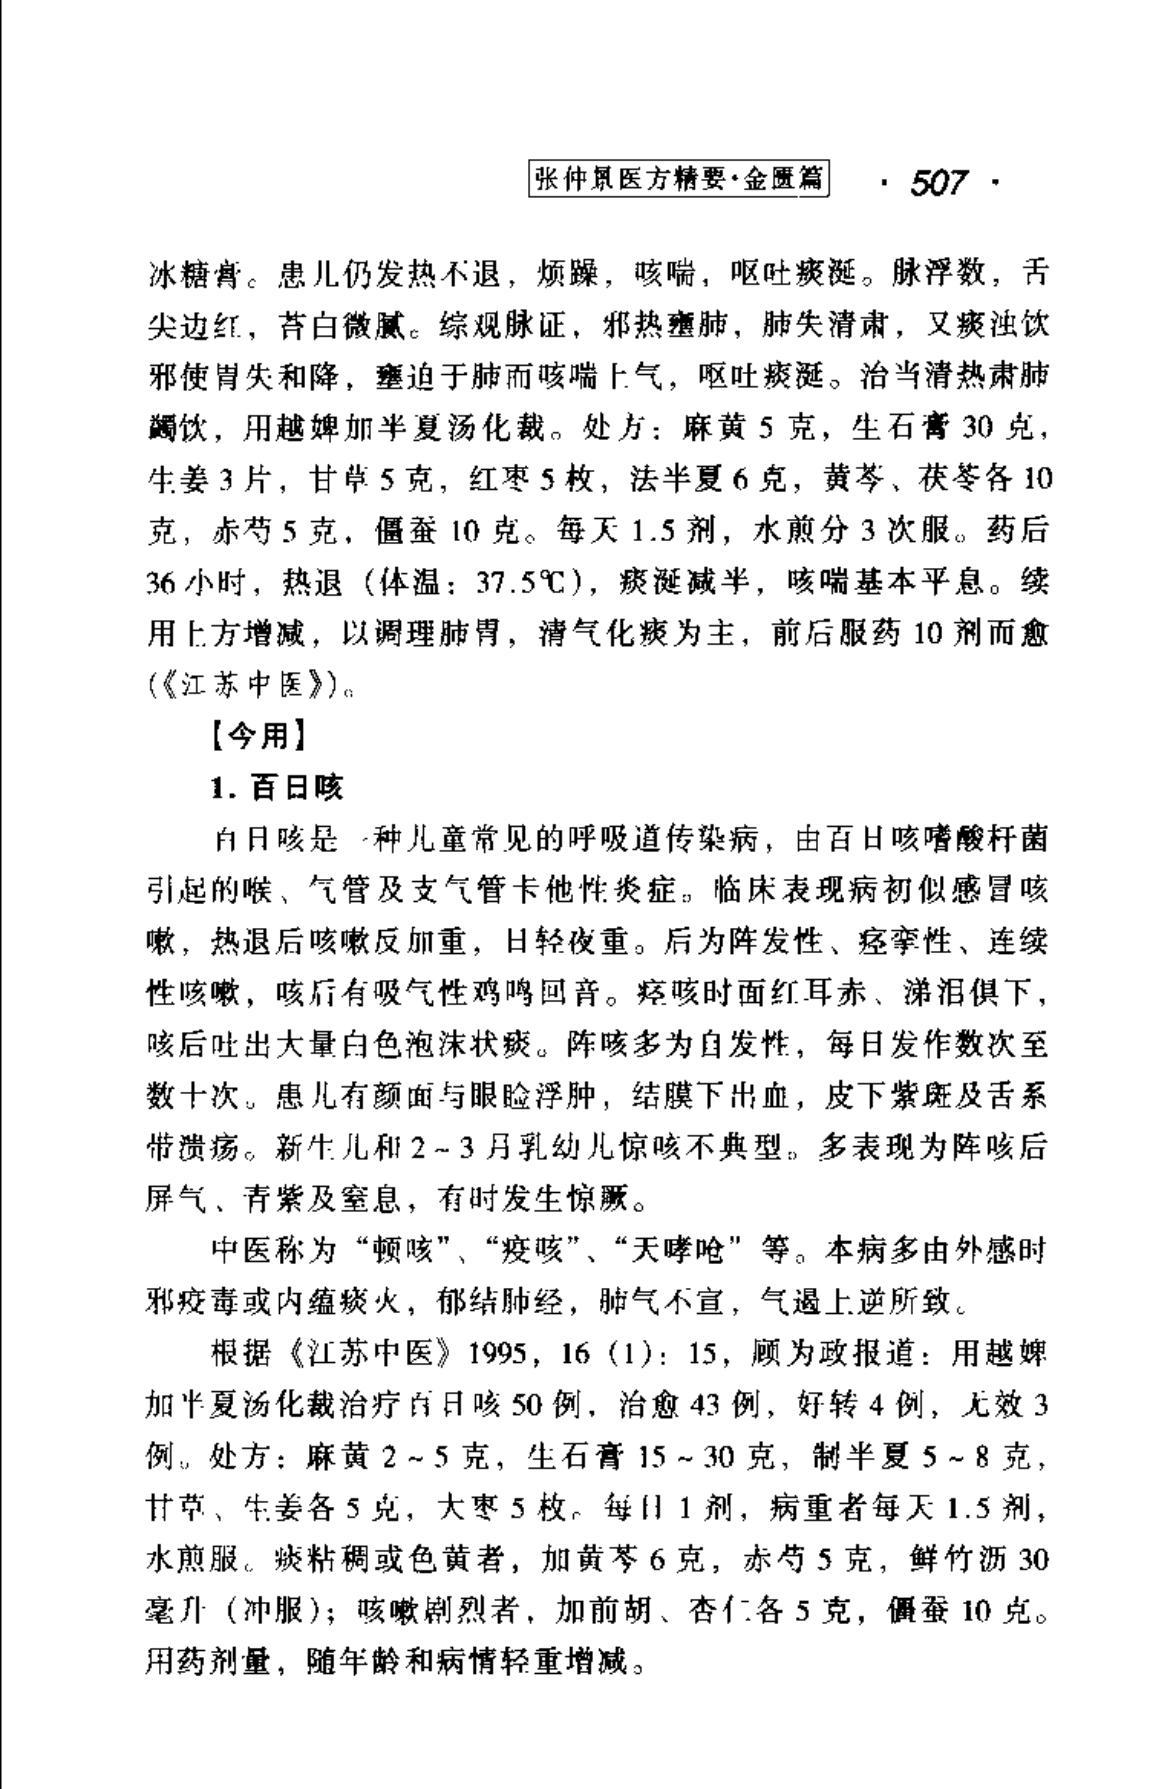 张仲景医方精要·金匮篇 · 507 ·
冰糖膏。患儿仍发热不退，烦躁，咳喘，呕吐痰涎。脉浮数，舌
尖边红，苔白微腻。综观脉证，邪热壅肺，肺失清肃，又痰浊饮
邪使胃失和降，壅迫于肺而咳喘上气，呕吐痰涎。治当清热肃肺
蠲饮，用越婢加半夏汤化裁。处方：麻黄 5 克，生石膏 30 克，
生姜 3 片，甘草 5 克，红枣 5 枚，法半夏 6 克，黄芩、茯苓各 10
克，赤芍 5 克，僵蚕 10 克。每天 1.5 剂，水煎分 3 次服。药后
36 小时，热退（体温：37.5℃），痰涎减半，咳喘基本平息。续
用上方增减，以调理肺胃，清气化痰为主，前后服药 10 剂而愈
（《江苏中医》）。
【今用】
1. 百日咳
百日咳是一种儿童常见的呼吸道传染病，由百日咳嗜酸杆菌
引起的喉、气管及支气管卡他性炎症。临床表现病初似感冒咳
嗽，热退后咳嗽反加重，日轻夜重。后为阵发性、痉挛性、连续
性咳嗽，咳后有吸气性鸡鸣回音。痉咳时面红耳赤、涕泪俱下，
咳后吐出大量白色泡沫状痰。阵咳多为自发性，每日发作数次至
数十次。患儿有颜面与眼睑浮肿，结膜下出血，皮下紫斑及舌系
带溃疡。新生儿和 2～3 月乳幼儿惊咳不典型。多表现为阵咳后
屏气、青紫及窒息，有时发生惊厥。
中医称为“顿咳”、“疫咳”、“天哮呛”等。本病多由外感时
邪疫毒或内蕴痰火，郁结肺经，肺气不宣，气遏上逆所致。
根据《江苏中医》1995，16（1）：15，顾为政报道：用越婢
加半夏汤化裁治疗百日咳 50 例，治愈 43 例，好转 4 例，无效 3
例。处方：麻黄 2～5 克，生石膏 15～30 克，制半夏 5～8 克，
甘草、生姜各 5 克，大枣 5 枚。每日 1 剂，病重者每天 1.5 剂，
水煎服。痰粘稠或色黄者，加黄芩 6 克，赤芍 5 克，鲜竹沥 30
毫升（冲服）；咳嗽剧烈者，加前胡、杏仁各 5 克，僵蚕 10 克。
用药剂量，随年龄和病情轻重增减。